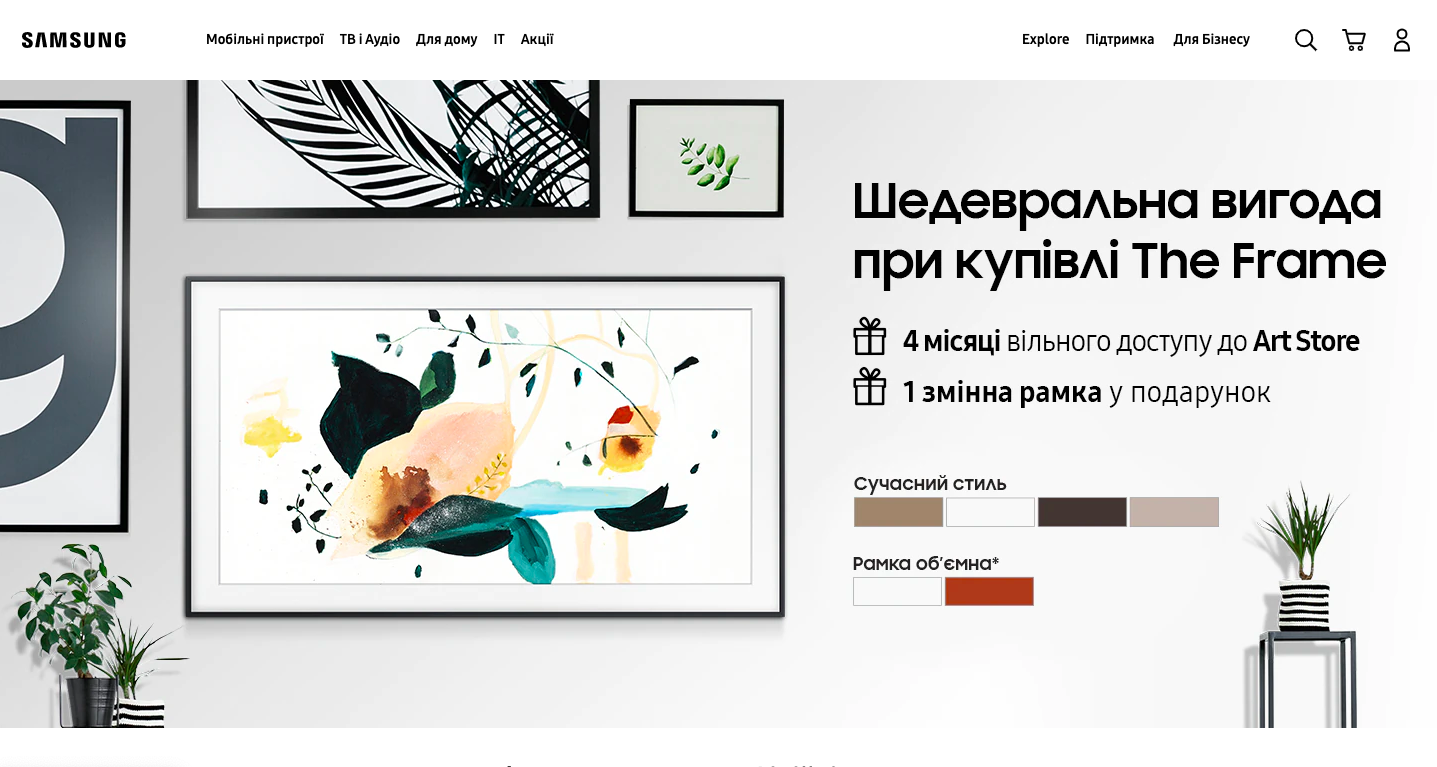 SAMSUNG
Мобільні пристрої ТВ і Аудіо Для дому IT Акції
Explore Підтримка Для Бізнесу
g
Шедевральна вигода
при купівлі The Frame
4 місяці вільного доступу до Art Store
1 змінна рамка у подарунок
Сучасний стиль
Рамка об’ємна*